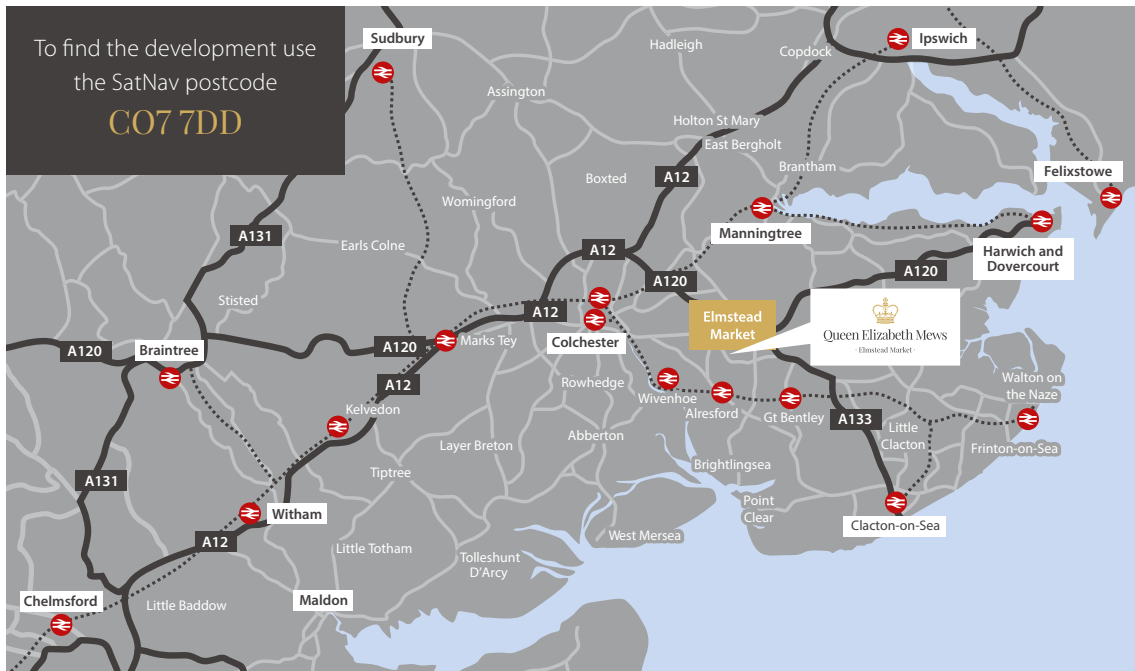 To find the development use
the SatNav postcode
CO7 7DD
Sudbury
Hadleigh
Copdock
Ipswich
Assington
Holton St Mary
East Bergholt
Brantham
Felixstowe
A12
Boxted
Womingford
Manningtree
A131
Earls Colne
A12
Harwich and
Dovercourt
A120
A120
Stisted
A12
Elmstead
Market
Queen Elizabeth Mews
- Elmstead Market -
A120
Braintree
A120
Marks Tey
Colchester
A12
Rowhedge
Wivenhoe
Alresford
Gt Bentley
Walton on
the Naze
Kelvedon
A133
Little
Clacton
Layer Breton
Abberton
Frinton-on-Sea
A131
Tiptree
Brightlingsea
Witham
Point
Clear
Clacton-on-Sea
A12
Little Totham
West Mersea
Tolleshunt
D'Arcy
Chelmsford
Little Baddow
Maldon